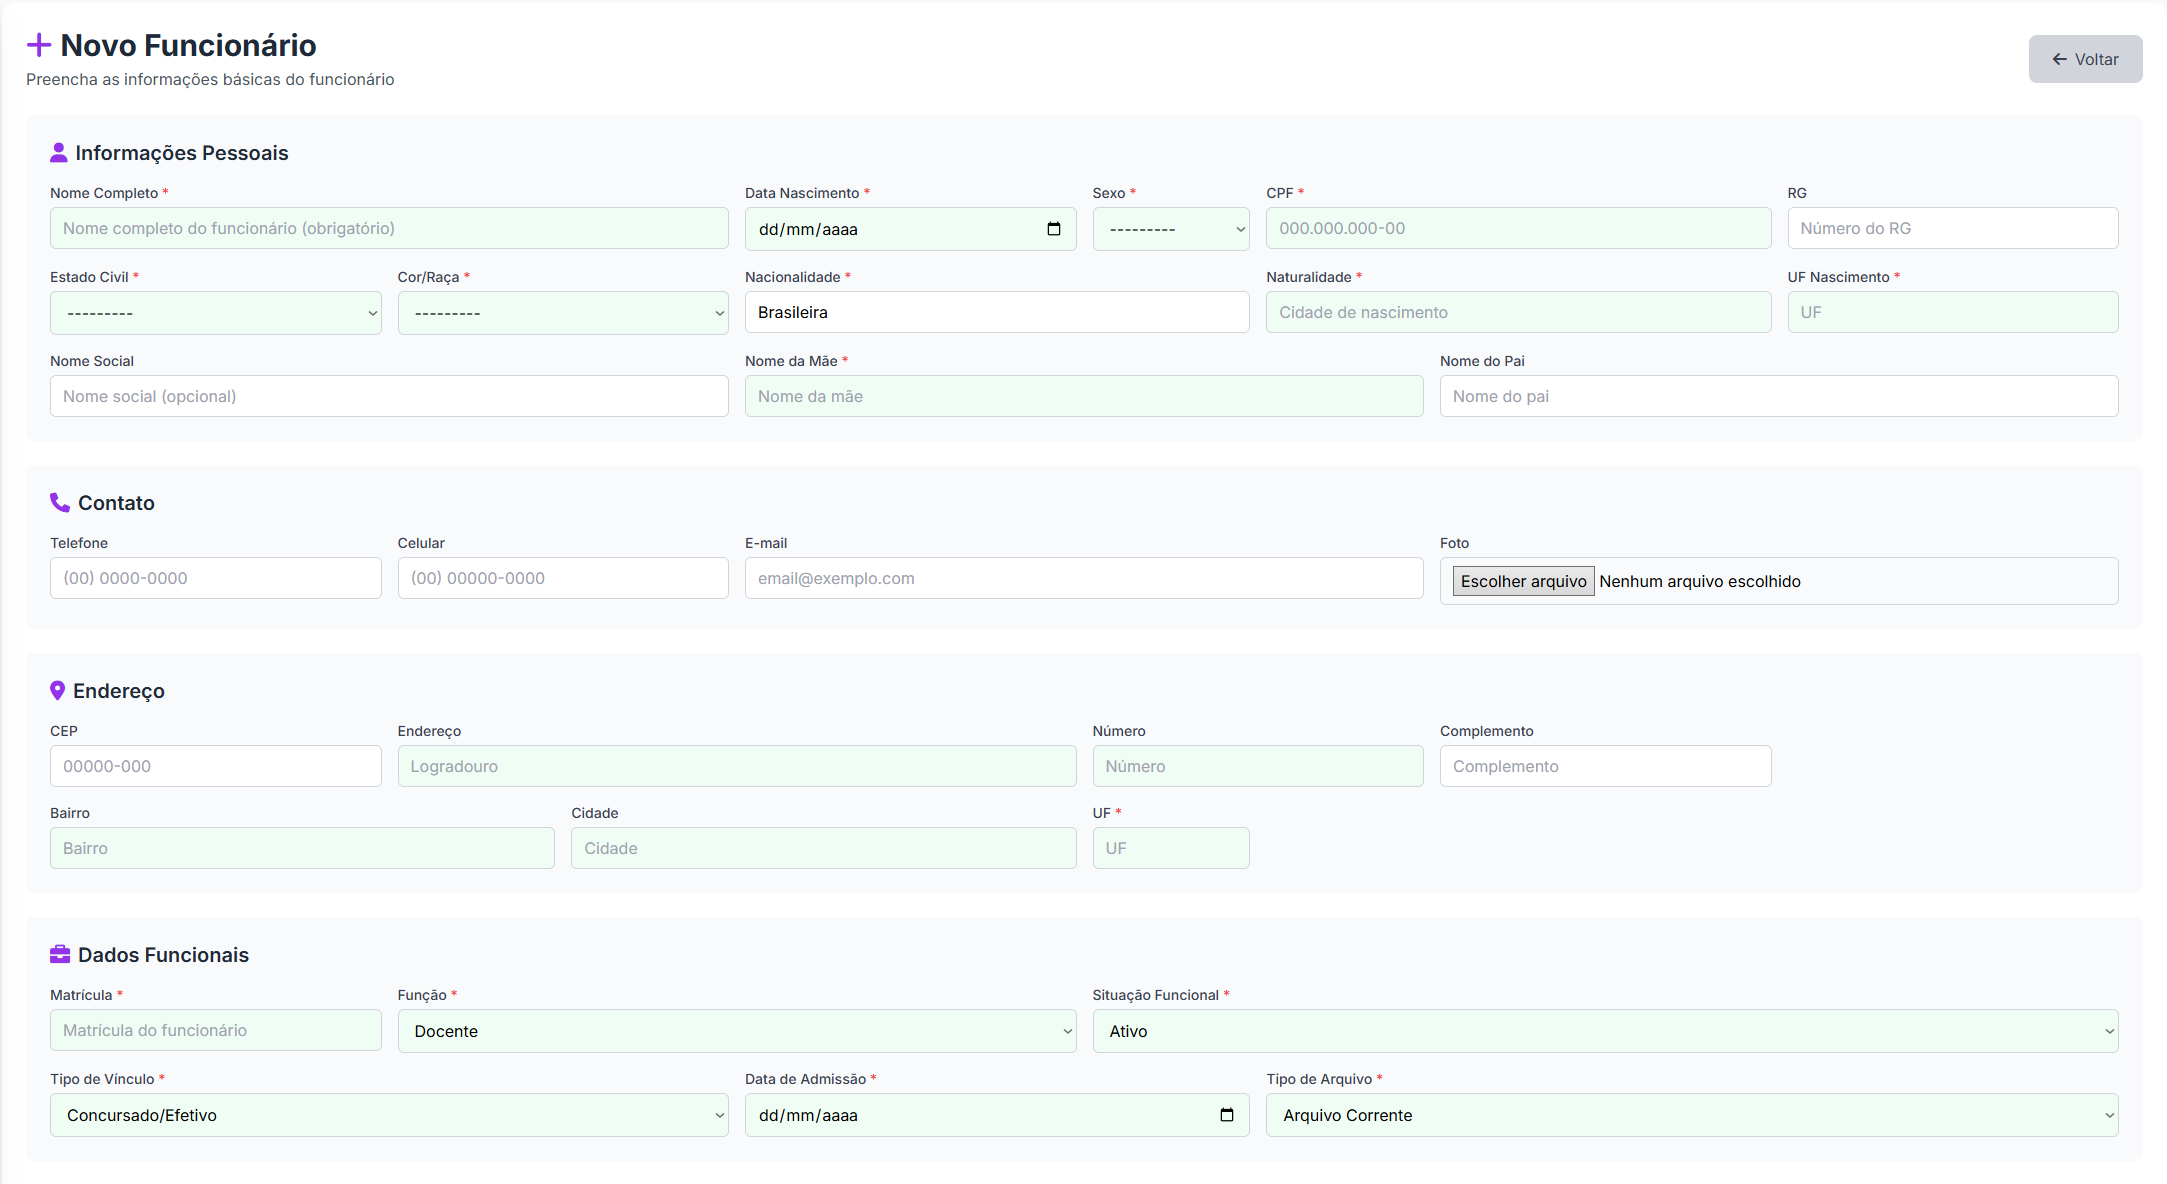 Novo Funcionário
Preencha as informações básicas do funcionário
Voltar
Informações Pessoais
Nome Completo * Data Nascimento * Sexo * CPF * RG
Nome completo do funcionário (obrigatório) dd/mm/aaaa --------- 000.000.000-00 Número do RG
Estado Civil * Cor/Raça * Nacionalidade * Naturalidade * UF Nascimento *
--------- --------- Brasileira Cidade de nascimento UF
Nome Social Nome da Mãe * Nome do Pai
Nome social (opcional) Nome da mãe Nome do pai
Contato
Telefone Celular E-mail Foto
(00) 0000-0000 (00) 00000-0000 email@exemplo.com Escolher arquivo Nenhum arquivo escolhido
Endereço
CEP Endereço Número Complemento
00000-000 Logradouro Número Complemento
Bairro Cidade UF *
Bairro Cidade UF
Dados Funcionais
Matrícula * Função * Situação Funcional *
Matrícula do funcionário Docente Ativo
Tipo de Vínculo * Data de Admissão * Tipo de Arquivo *
Concursado/Efetivo dd/mm/aaaa Arquivo Corrente